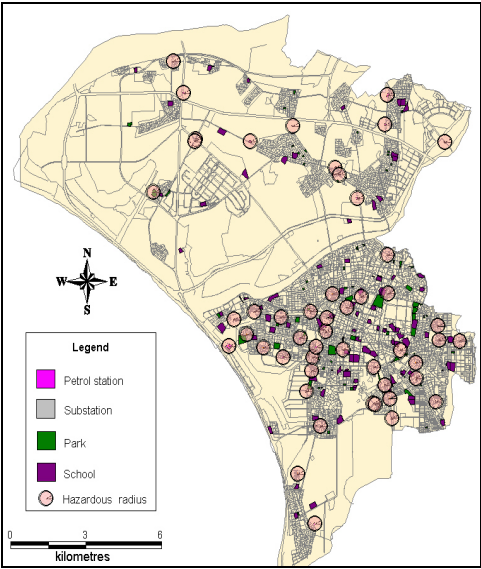 N
W E
S
Legend
Petrol station
Substation
Park
School
Hazardous radius
0 3 6
kilometres